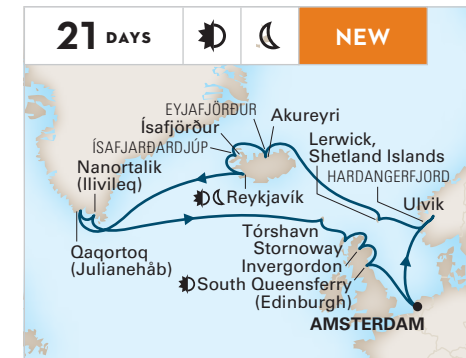 21 DAYS
NEW
EYJAFJÖRÐUR
Akureyri
Ísafjörður
ÍSAFJARÐARDJÚP
Lerwick,
Shetland Islands
HARDANGERFJORD
Nanortalik
(Ilivileq)
Ulvik
Reykjavík
Tórshavn
Stornoway
Invergordon
South Queensferry
(Edinburgh)
Qaqortoq
(Julianehåb)
AMSTERDAM